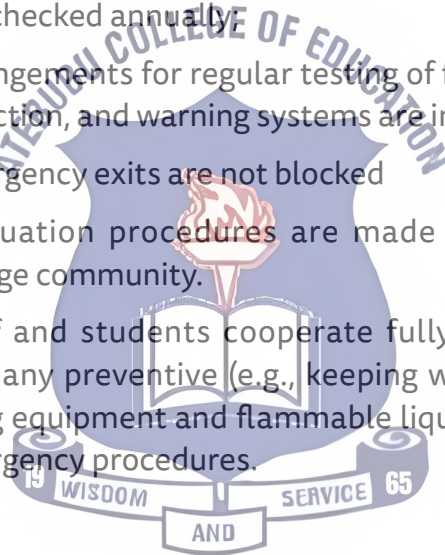 checked annually;
ngements for regular testing of f
ction, and warning systems are i
rgency exits are not blocked
uation procedures are made
ge community.
f and students cooperate fully
any preventive (e.g., keeping w
g equipment and flammable liqu
rgency procedures.
ATEBUBU COLLEGE OF EDUCATION
19 WISDOM AND SERVICE 65